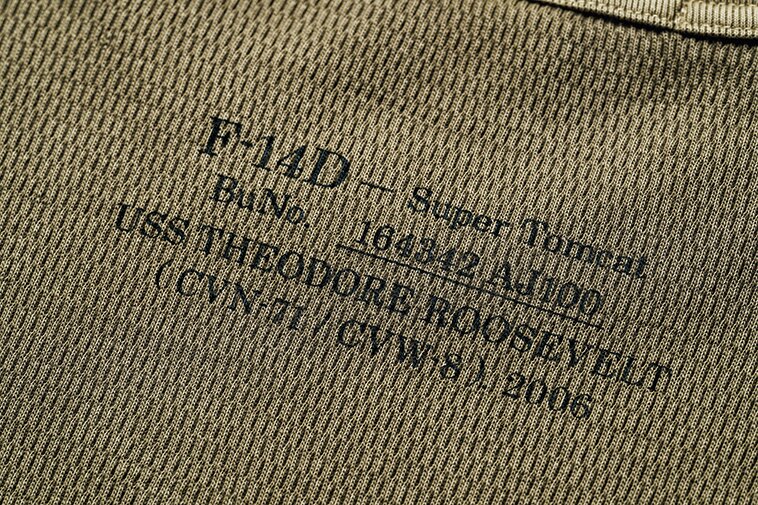 F-14D — Super Tomcat
BuNo. 164342 AJ100
USS THEODORE ROOSEVELT
(CVN-71 / CVW-8), 2006